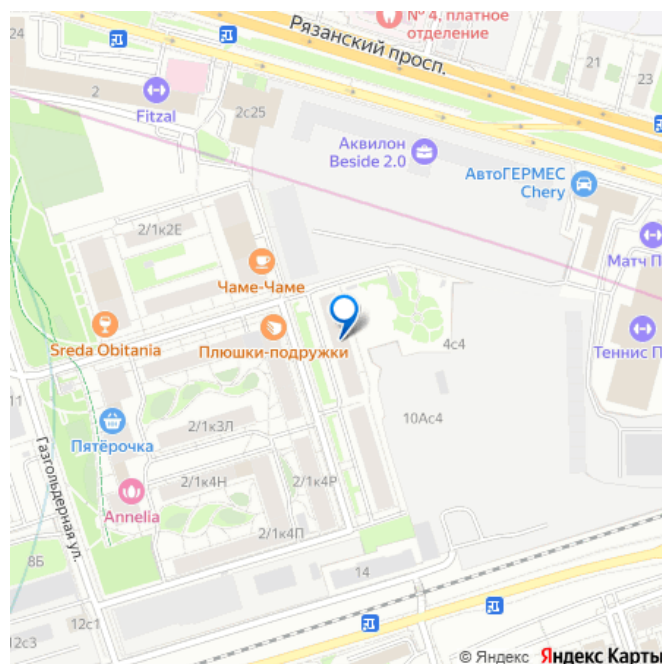 № 4, платное
отделение
Рязанский просп.
24
21
23
2
Fitzal
2с25
Аквилон
Beside 2.0
АвтоГЕРМЕС
Chery
2/1к2Е
Матч П
Чаме-Чаме
Sreda Obitania
Плюшки-подружки
4с4
Теннис П
11
10Ас4
2/1к3Л
Пятёрочка
Газгольдерная ул.
2/1к4Н
2/1к4Р
Annelia
2/1к4П
8Б
14
12с1
12с3
© Яндекс Яндекс Карты